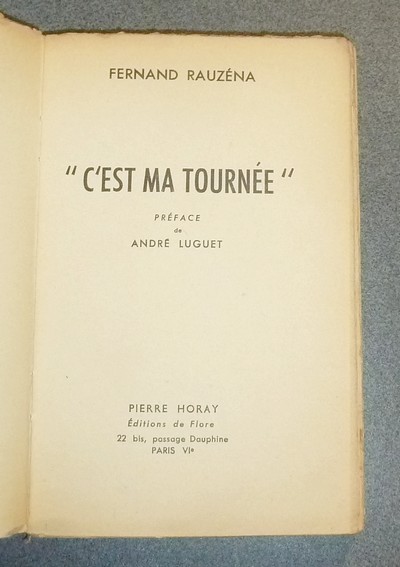 FERNAND RAUZÉNA
" C'EST MA TOURNÉE "
PRÉFACE
de
ANDRÉ LUGUET
PIERRE HORAY
Éditions de Flore
22 bis, passage Dauphine
PARIS VIᵉ